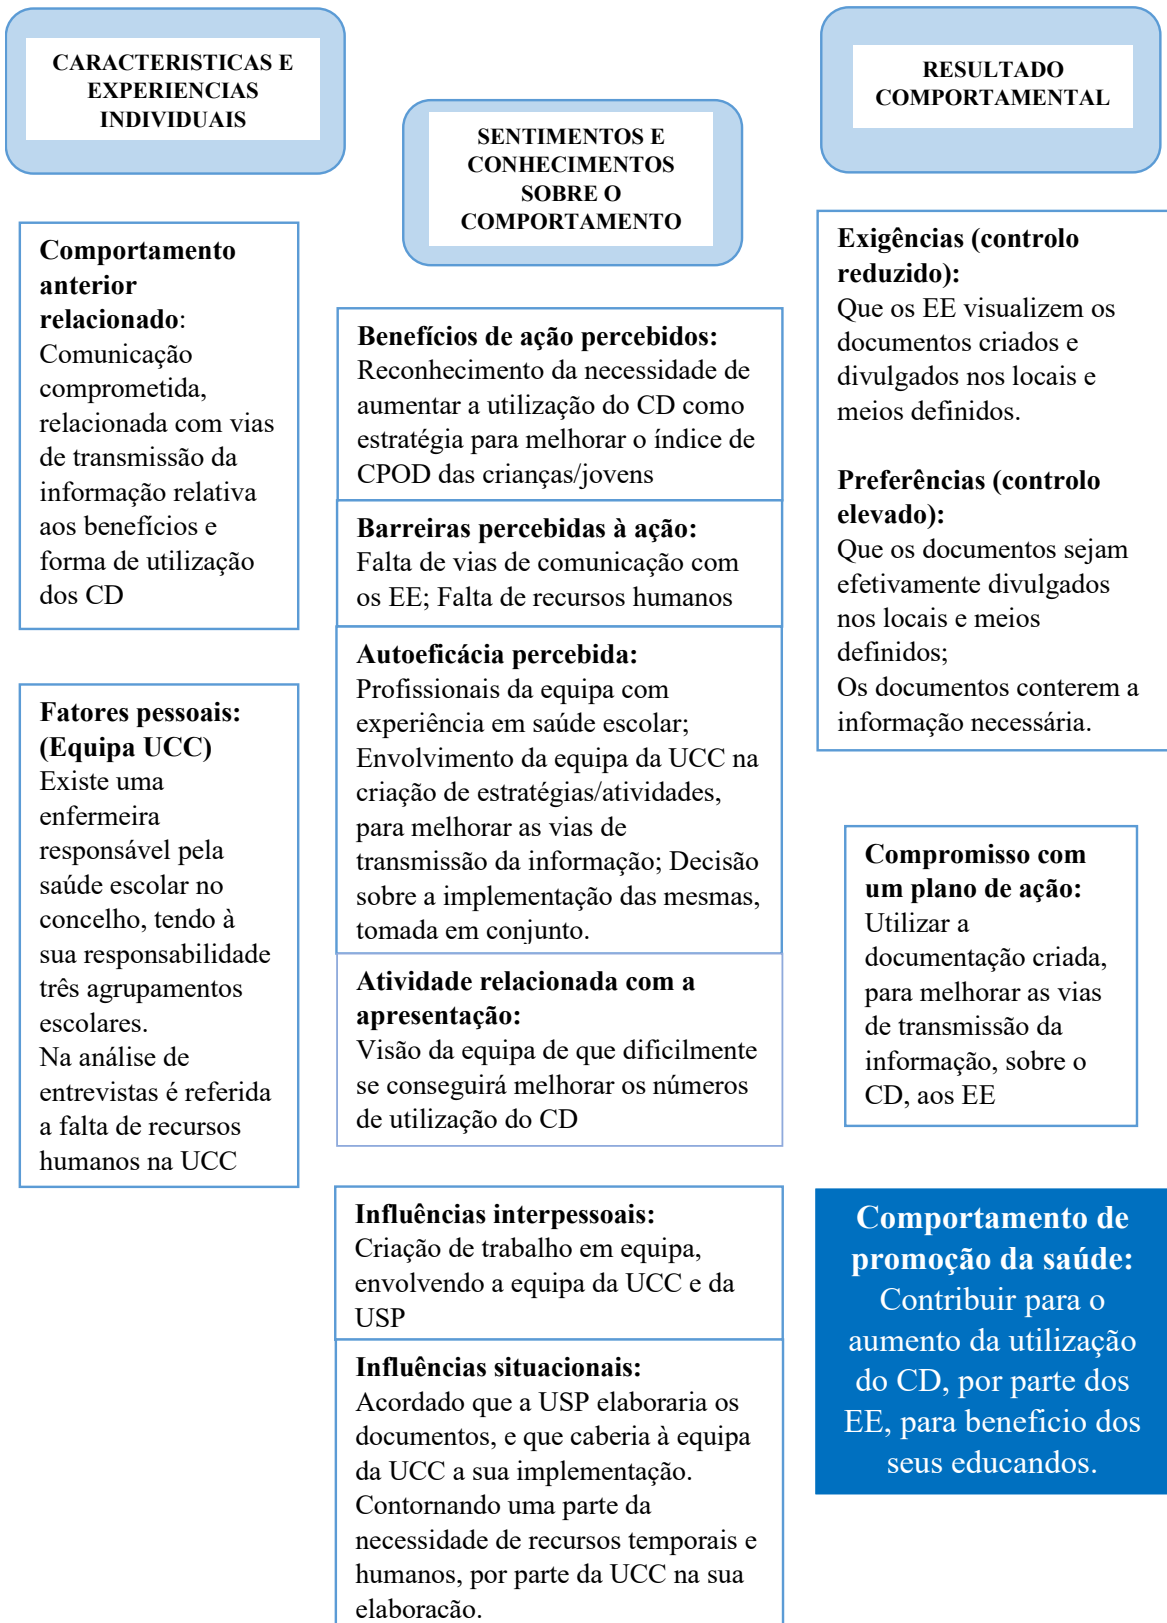 CARACTERISTICAS E
EXPERIENCIAS
INDIVIDUAIS
Comportamento
anterior
relacionado:
Comunicação
comprometida,
relacionada com vias
de transmissão da
informação relativa
aos benefícios e
forma de utilização
dos CD
Fatores pessoais:
(Equipa UCC)
Existe uma
enfermeira
responsável pela
saúde escolar no
concelho, tendo à
sua responsabilidade
três agrupamentos
escolares.
Na análise de
entrevistas é referida
a falta de recursos
humanos na UCC
SENTIMENTOS E
CONHECIMENTOS
SOBRE O
COMPORTAMENTO
Benefícios de ação percebidos:
Reconhecimento da necessidade de
aumentar a utilização do CD como
estratégia para melhorar o índice de
CPOD das crianças/jovens
Barreiras percebidas à ação:
Falta de vias de comunicação com
os EE; Falta de recursos humanos
Autoeficácia percebida:
Profissionais da equipa com
experiência em saúde escolar;
Envolvimento da equipa da UCC na
criação de estratégias/atividades,
para melhorar as vias de
transmissão da informação; Decisão
sobre a implementação das mesmas,
tomada em conjunto.
Atividade relacionada com a
apresentação:
Visão da equipa de que dificilmente
se conseguirá melhorar os números
de utilização do CD
Influências interpessoais:
Criação de trabalho em equipa,
envolvendo a equipa da UCC e da
USP
Influências situacionais:
Acordado que a USP elaboraria os
documentos, e que caberia à equipa
da UCC a sua implementação.
Contornando uma parte da
necessidade de recursos temporais e
humanos, por parte da UCC na sua
elaboração.
RESULTADO
COMPORTAMENTAL
Exigências (controlo
reduzido):
Que os EE visualizem os
documentos criados e
divulgados nos locais e
meios definidos.
Preferências (controlo
elevado):
Que os documentos sejam
efetivamente divulgados
nos locais e meios
definidos;
Os documentos conterem a
informação necessária.
Compromisso com
um plano de ação:
Utilizar a
documentação criada,
para melhorar as vias
de transmissão da
informação, sobre o
CD, aos EE
Comportamento de
promoção da saúde:
Contribuir para o
aumento da utilização
do CD, por parte dos
EE, para beneficio dos
seus educandos.